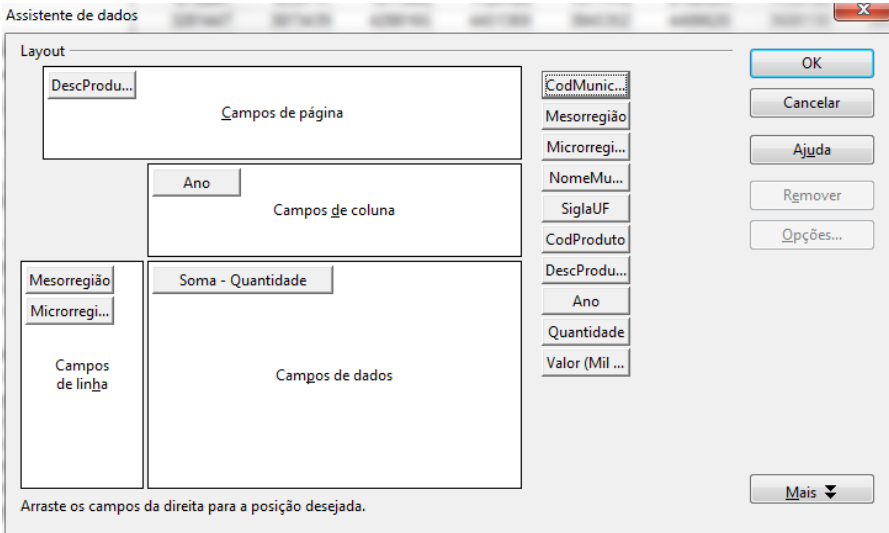 Assistente de dados
Layout
DescProdu...
Campos de página
Ano
Campos de coluna
Mesorregião
Microrregi...
Campos
de linha
Soma - Quantidade
Campos de dados
CodMunic...
Mesorregião
Microrregi...
NomeMu...
SiglaUF
CodProduto
DescProdu...
Ano
Quantidade
Valor (Mil ...
OK
Cancelar
Ajuda
Remover
Opções...
Mais
Arraste os campos da direita para a posição desejada.